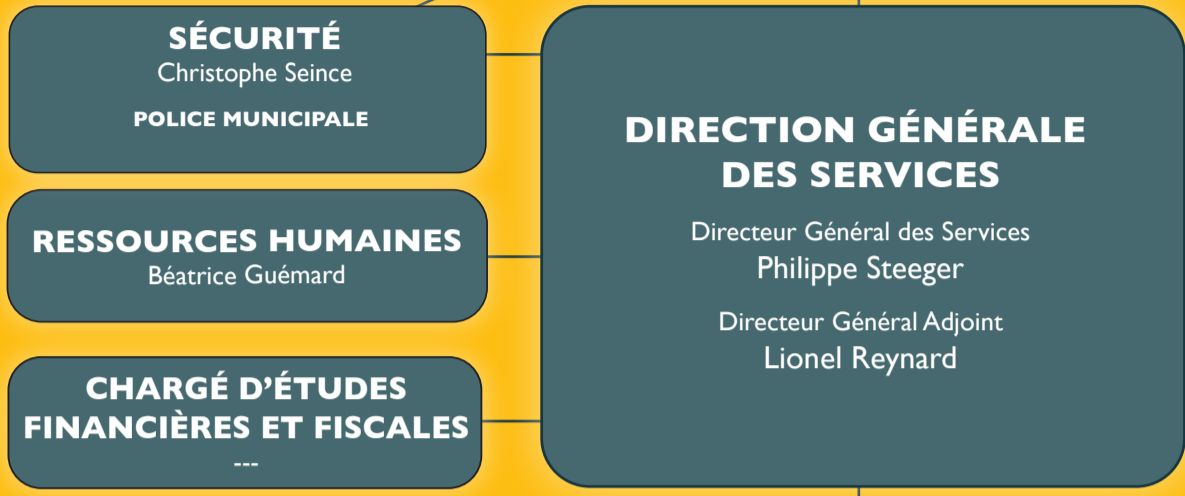 SÉCURITÉ
Christophe Seince
POLICE MUNICIPALE
RESSOURCES HUMAINES
Béatrice Guémard
CHARGÉ D'ÉTUDES
FINANCIÈRES ET FISCALES
---
DIRECTION GÉNÉRALE
DES SERVICES
Directeur Général des Services
Philippe Steeger
Directeur Général Adjoint
Lionel Reynard